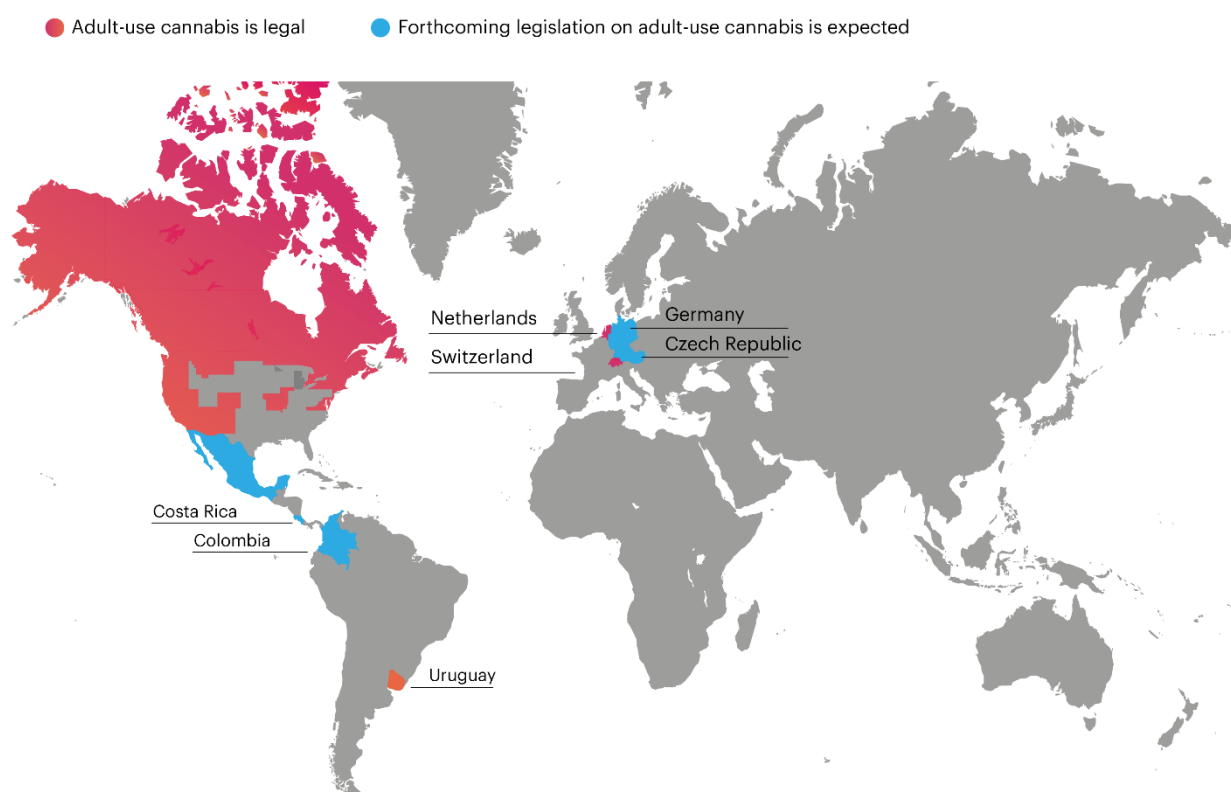 Adult-use cannabis is legal
Forthcoming legislation on adult-use cannabis is expected
Netherlands
Germany
Czech Republic
Switzerland
Costa Rica
Colombia
Uruguay